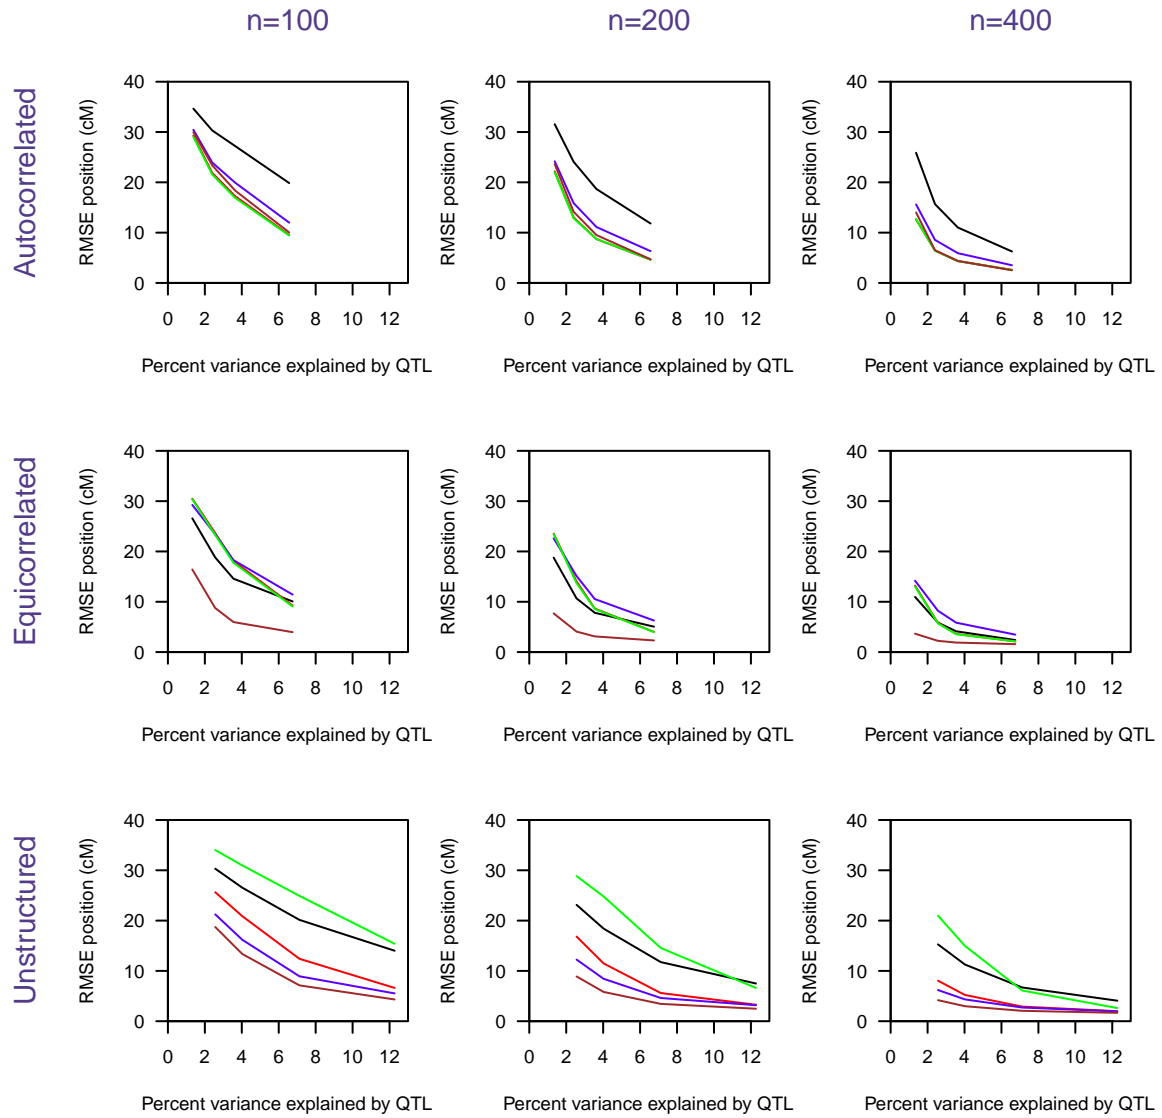 n=100 n=200 n=400
Autocorrelated
RMSE position (cM) RMSE position (cM) RMSE position (cM)
40 40 40
30 30 30
20 20 20
10 10 10
0 0 0
0 2 4 6 8 10 12 0 2 4 6 8 10 12 0 2 4 6 8 10 12
Percent variance explained by QTL Percent variance explained by QTL Percent variance explained by QTL
Equicorrelated
RMSE position (cM) RMSE position (cM) RMSE position (cM)
40 40 40
30 30 30
20 20 20
10 10 10
0 0 0
0 2 4 6 8 10 12 0 2 4 6 8 10 12 0 2 4 6 8 10 12
Percent variance explained by QTL Percent variance explained by QTL Percent variance explained by QTL
Unstructured
RMSE position (cM) RMSE position (cM) RMSE position (cM)
40 40 40
30 30 30
20 20 20
10 10 10
0 0 0
0 2 4 6 8 10 12 0 2 4 6 8 10 12 0 2 4 6 8 10 12
Percent variance explained by QTL Percent variance explained by QTL Percent variance explained by QTL